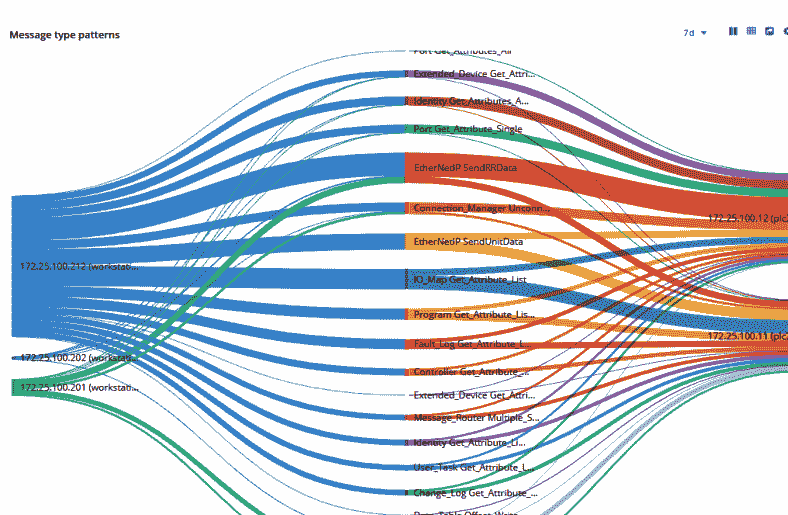 Message type patterns
7d
Port Get_Attributes_All
Extended_Device Get_Attri...
Identity Get_Attributes_A...
Port Get_Attribute_Single
EtherNetIP SendRRData
Connection_Manager Unconn...
172.25.100.12 (plc
EtherNetIP SendUnitData
172.25.100.212 (workstati...
IO_Map Get_Attribute_List
Program Get_Attribute_Lis...
172.25.100.11 (plc
Fault_Log Get_Attribute_L...
172.25.100.202 (workstati...
Controller Get_Attribute_...
172.25.100.201 (workstati...
Extended_Device Get_Attri...
Message_Router Multiple_S...
Identity Get_Attribute_Li...
User_Task Get_Attribute_L...
Change_Log Get_Attribute_...